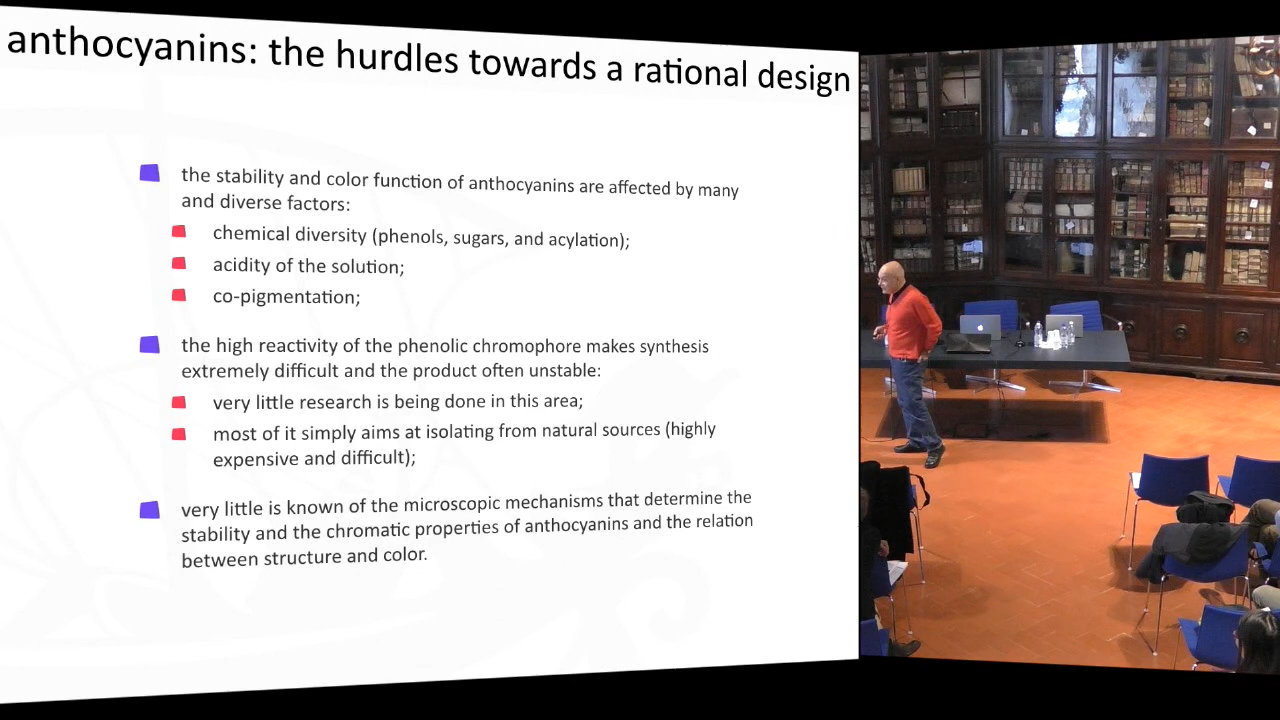 anthocyanins: the hurdles towards a rational design
the stability and color function of anthocyanins are affected by many
and diverse factors:
chemical diversity (phenols, sugars, and acylation);
acidity of the solution;
co-pigmentation;
the high reactivity of the phenolic chromophore makes synthesis
extremely difficult and the product often unstable:
very little research is being done in this area;
most of it simply aims at isolating from natural sources (highly
expensive and difficult);
very little is known of the microscopic mechanisms that determine the
stability and the chromatic properties of anthocyanins and the relation
between structure and color.